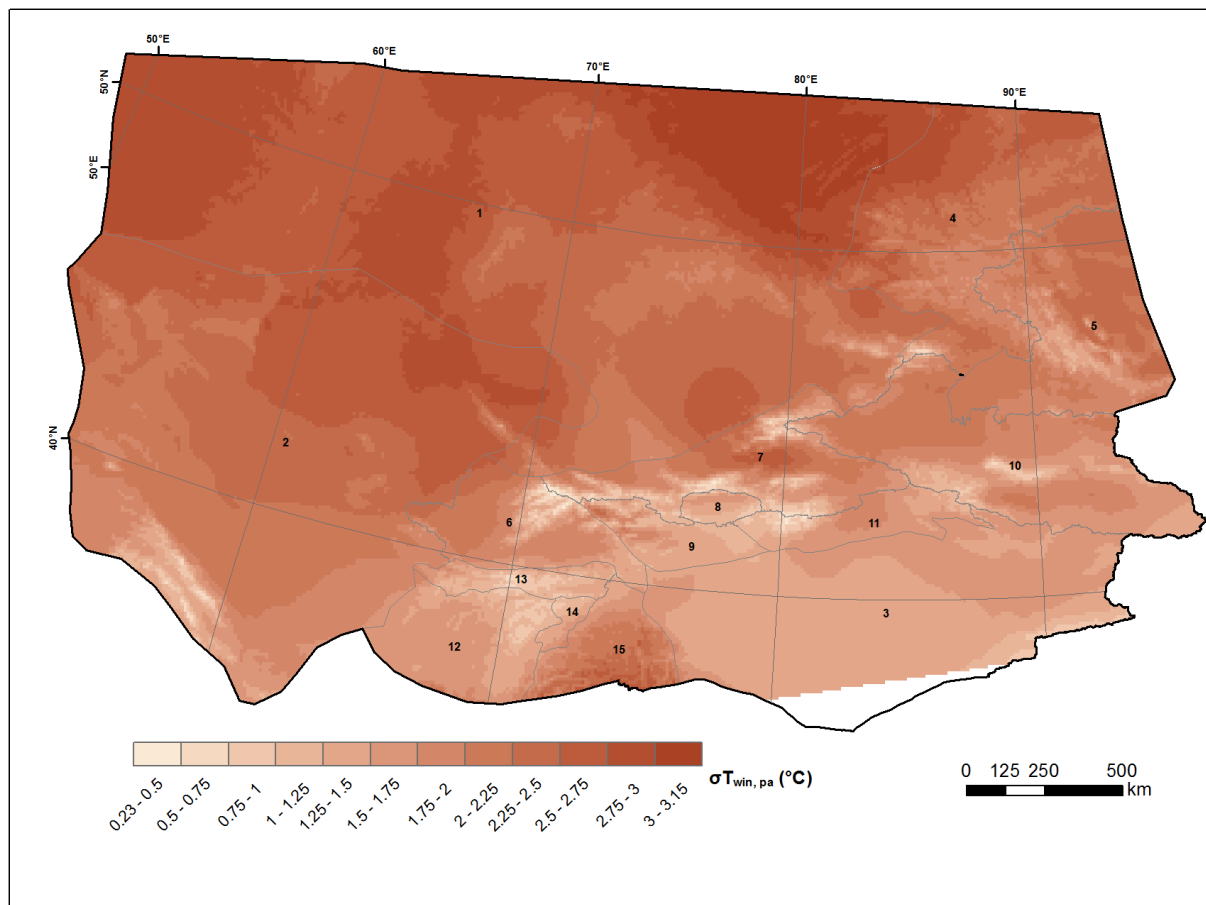 50°E
60°E
70°E
80°E
90°E
50°N
50°E
40°N
1
4
5
2
7
10
8
6
11
9
13
14
3
12
15
σT win, pa (°C)
0.23 - 0.5
0.5 - 0.75
0.75 - 1
1 - 1.25
1.25 - 1.5
1.5 - 1.75
1.75 - 2
2 - 2.25
2.25 - 2.5
2.5 - 2.75
2.75 - 3
3 - 3.15
0 125 250 500
km